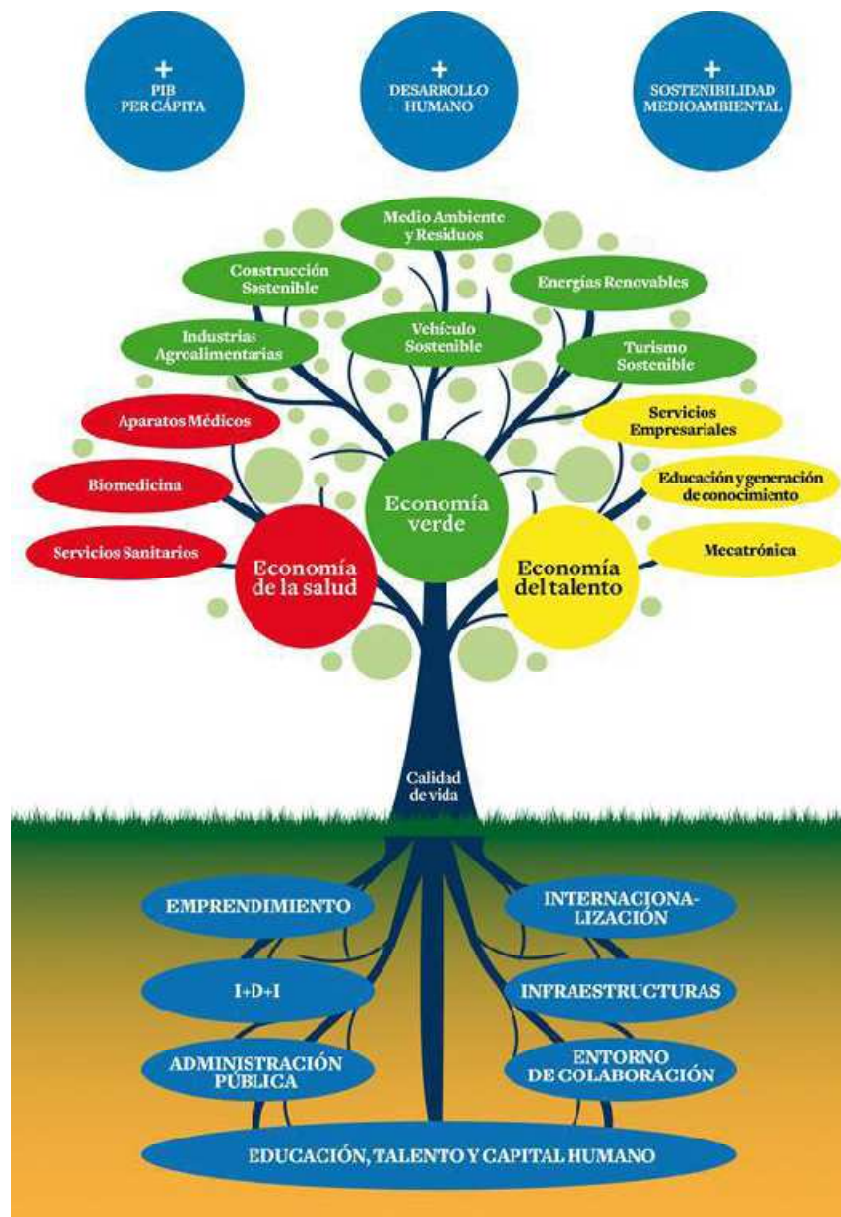 +
PIB
PER CÁPITA
+
DESARROLLO
HUMANO
+
SOSTENIBILIDAD
MEDIOAMBIENTAL
Medio Ambiente
y Residuos
Construcción
Sostenible
Energías Renovables
Industrias
Agroalimentarias
Vehículo
Sostenible
Turismo
Sostenible
Aparatos Médicos
Servicios
Empresariales
Biomedicina
Economía
verde
Educación y generación
de conocimiento
Servicios Sanitarios
Economía
de la salud
Economía
del talento
Mecatrónica
Calidad
de vida
EMPRENDIMIENTO
INTERNACIONA-
LIZACIÓN
I+D+I
INFRAESTRUCTURAS
ADMINISTRACIÓN
PÚBLICA
ENTORNO
DE COLABORACIÓN
EDUCACIÓN, TALENTO Y CAPITAL HUMANO